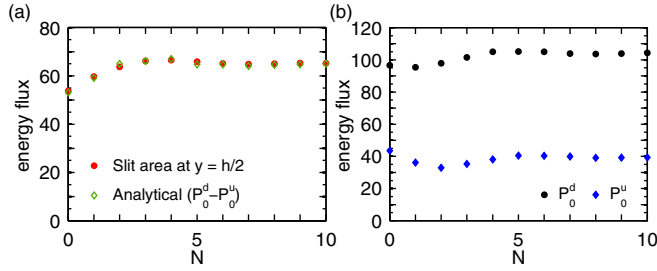 (a)
80
60
40
20
0
energy flux
Slit area at y = h/2
Analytical (P₀ᵈ−P₀ᵘ)
0 5 10
N
(b)
120
100
80
60
40
20
0
energy flux
P₀ᵈ P₀ᵘ
0 5 10
N